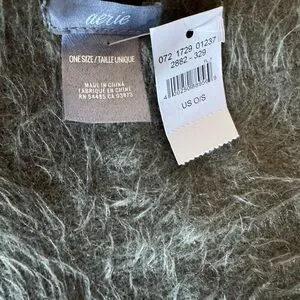 aerie
ONE SIZE/TAILLE UNIQUE
MADE IN CHINA
FABRIQUÉ EN CHINE
RN 54485 CA 03873
072 1729 01237
2882 - 329
US O/S